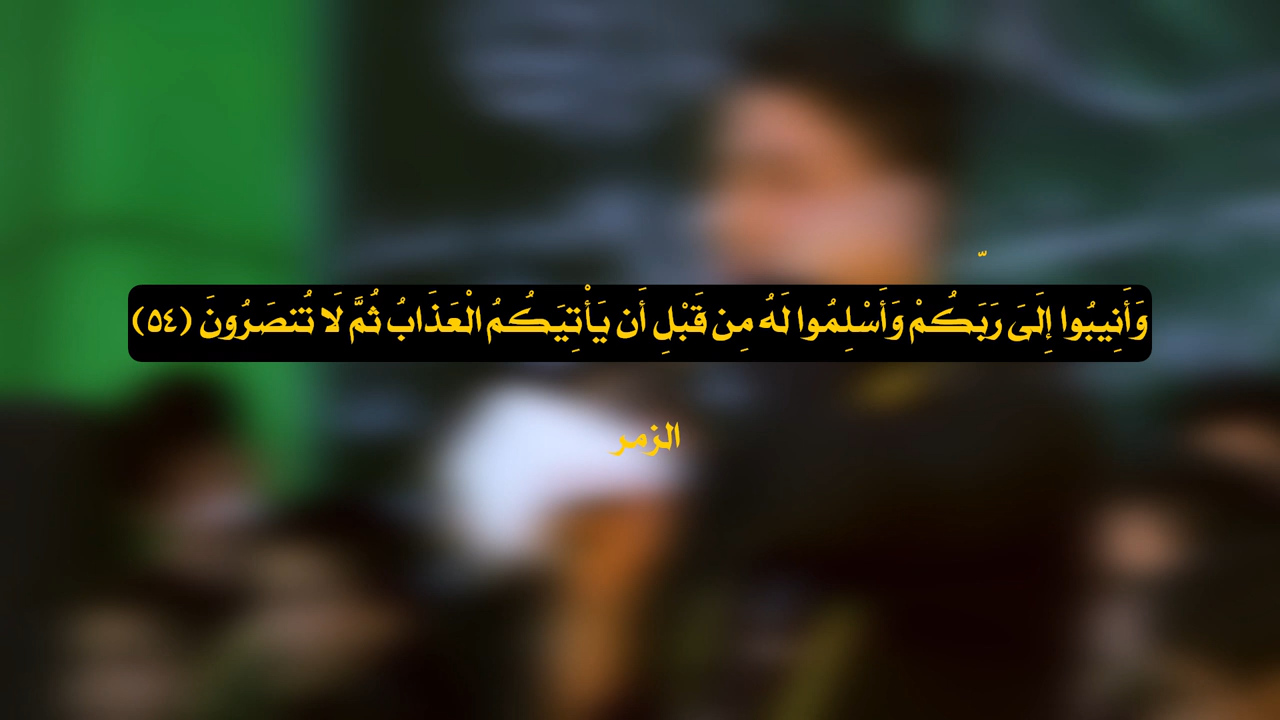 وَأَنِيبُوا إِلَىَ رَبَكُمْ وَأَسْلِمُوا لَهُ مِن قَبْلِ أَن يَأْتِيَكُمُ الْعَذَابُ ثُمَّ لَا تُنصَرُونَ (٥٤)
الزمر